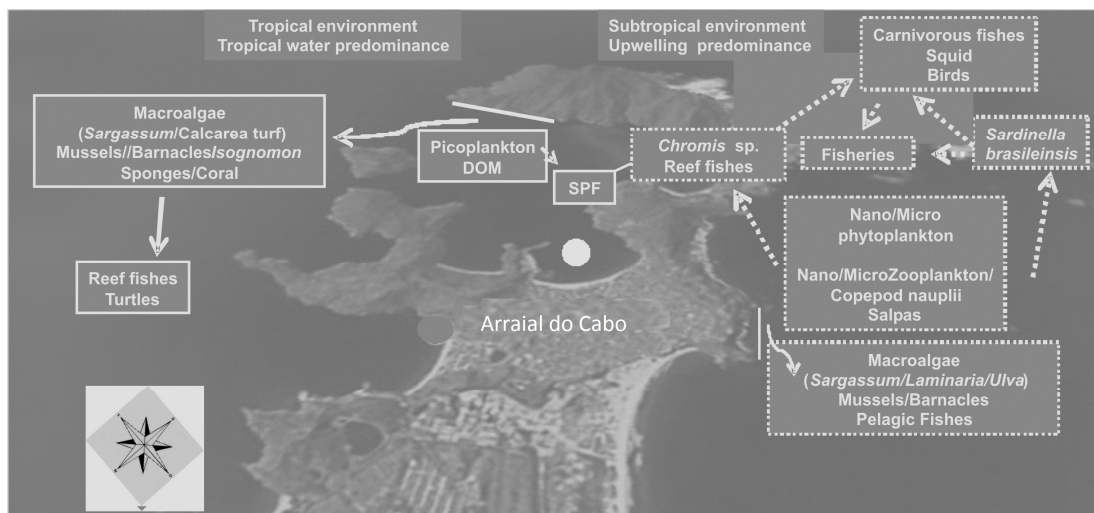 Tropical environment
Tropical water predominance
Subtropical environment
Upwelling predominance
Carnivorous fishes
Squid
Birds
Macroalgae
(Sargassum/Calcarea turf)
Mussels//Barnacles/sognomon
Sponges/Coral
Picoplankton
DOM
SPF
Chromis sp.
Reef fishes
Fisheries
Sardinella
brasileinsis
Nano/Micro
phytoplankton
Nano/MicroZooplankton/
Copepod nauplii
Salpas
Reef fishes
Turtles
Arraial do Cabo
Macroalgae
(Sargassum/Laminaria/Ulva)
Mussels/Barnacles
Pelagic Fishes